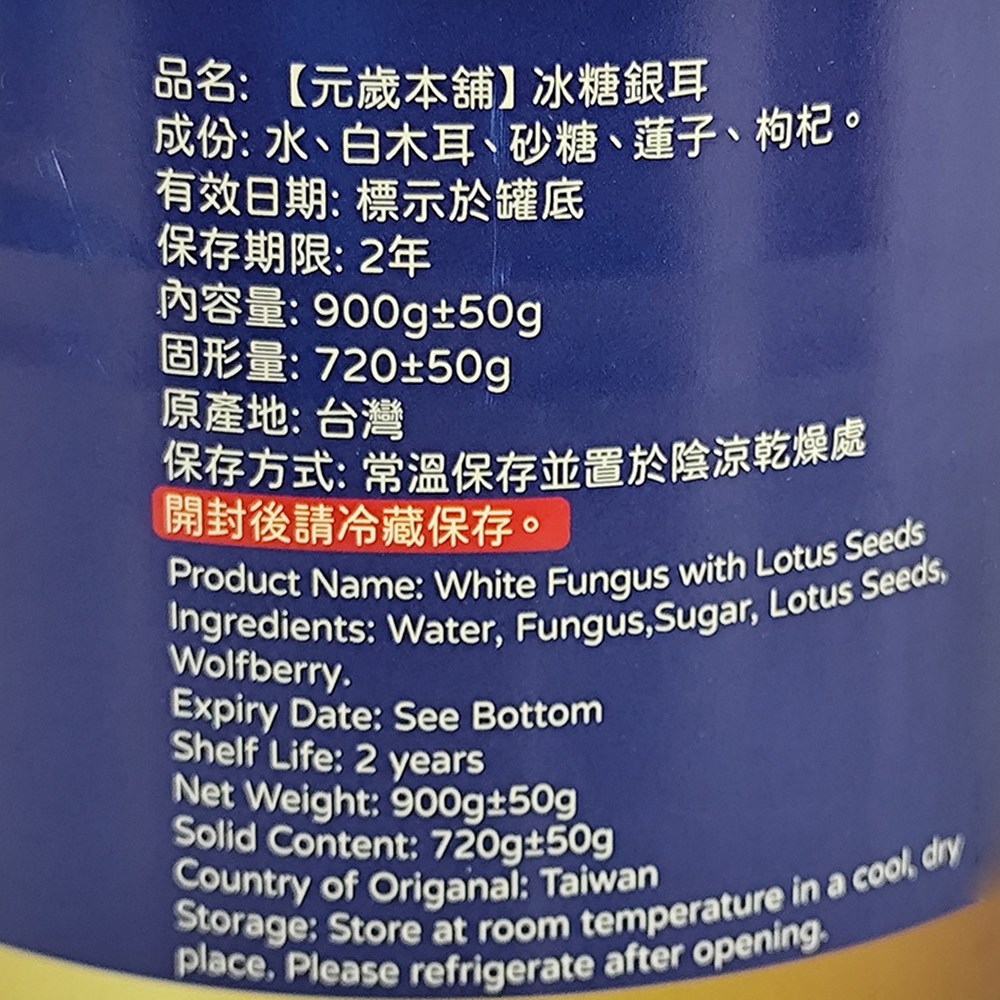 品名: 【元歲本舖】冰糖銀耳
成份: 水、白木耳、砂糖、蓮子、枸杞。
有效日期: 標示於罐底
保存期限: 2年
內容量: 900g±50g
固形量: 720±50g
原產地: 台灣
保存方式: 常溫保存並置於陰涼乾燥處
開封後請冷藏保存。
Product Name: White Fungus with Lotus Seeds
Ingredients: Water, Fungus,Sugar, Lotus Seeds,
Wolfberry.
Expiry Date: See Bottom
Shelf Life: 2 years
Net Weight: 900g±50g
Solid Content: 720g±50g
Country of Origanal: Taiwan
Storage: Store at room temperature in a cool, dry
place. Please refrigerate after opening.